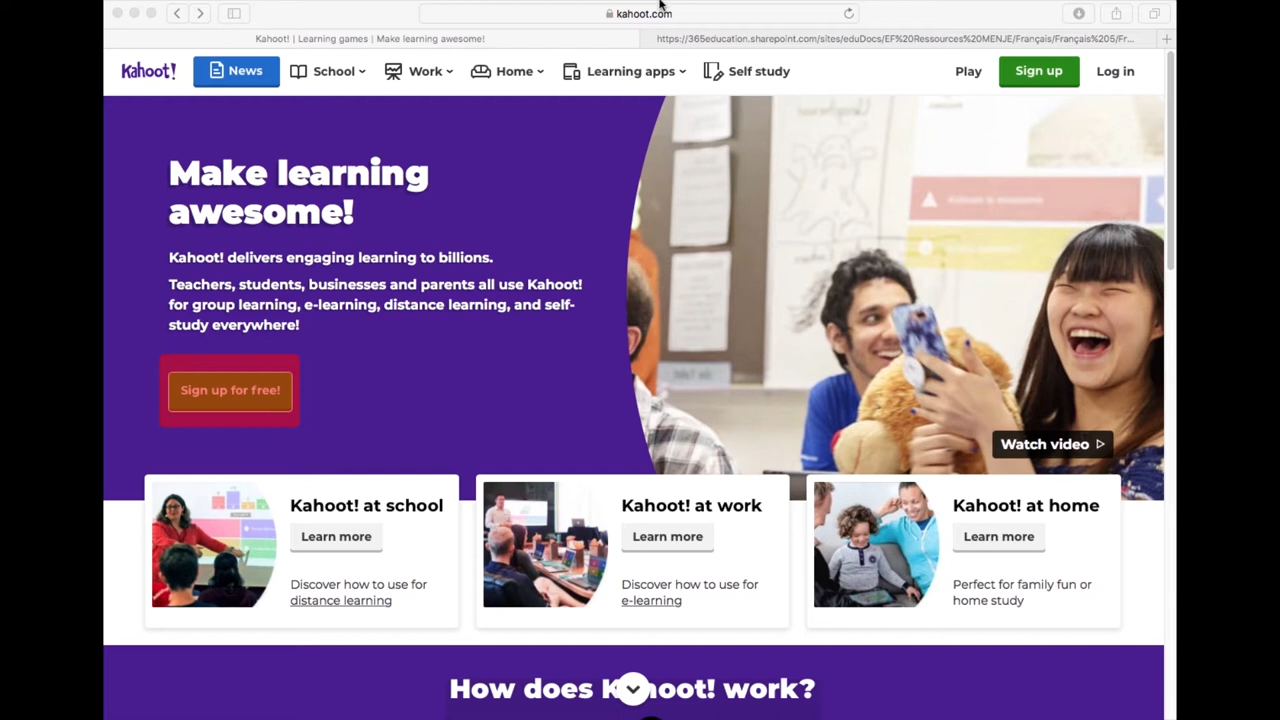 kahoot.com
Kahoot! | Learning games | Make learning awesome!
https://365education.sharepoint.com/sites/eduDocs/EF%20Ressources%20MENJE/Français/Français%205/Fr...
Kahoot! News School Work Home Learning apps Self study Play Sign up Log in
Make learning
awesome!
Kahoot! delivers engaging learning to billions.
Teachers, students, businesses and parents all use Kahoot!
for group learning, e-learning, distance learning, and self-
study everywhere!
Sign up for free!
Watch video
Kahoot! at school
Learn more
Discover how to use for
distance learning
Kahoot! at work
Learn more
Discover how to use for
e-learning
Kahoot! at home
Learn more
Perfect for family fun or
home study
How does Kahoot! work?